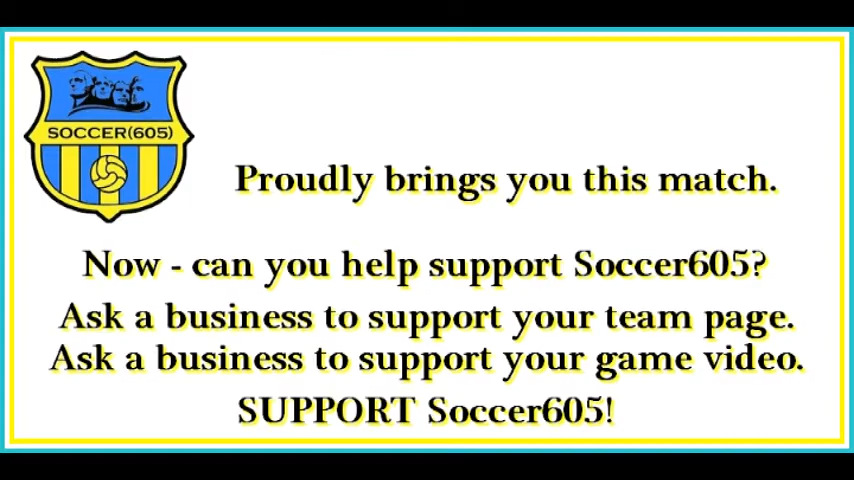 SOCCER(605)
Proudly brings you this match.
Now - can you help support Soccer605?
Ask a business to support your team page.
Ask a business to support your game video.
SUPPORT Soccer605!